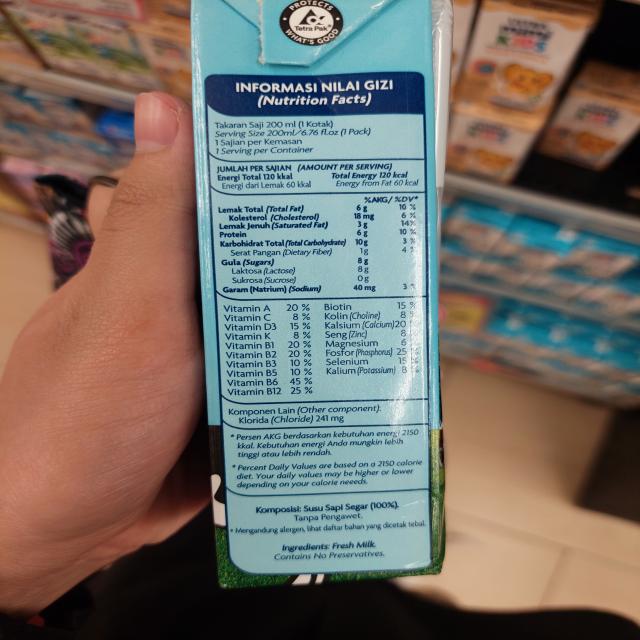 PROTECTS
Tetra Pak
WHAT'S GOOD
INFORMASI NILAI GIZI
(Nutrition Facts)
Takaran Saji 200 ml (1 Kotak)
Serving Size 200ml/6.76 fl.oz (1 Pack)
1 Sajian per Kemasan
1 Serving per Container
JUMLAH PER SAJIAN (AMOUNT PER SERVING)
Energi Total 120 kkal Total Energy 120 kcal
Energi dari Lemak 60 kkal Energy from Fat 60 kcal
%AKG/%DV*
Lemak Total (Total Fat) 6 g 10 %
Kolesterol (Cholesterol) 18 mg 6 %
Lemak Jenuh (Saturated Fat) 3 g 14%
Protein 6 g 10 %
Karbohidrat Total (Total Carbohydrate) 10 g 3 %
Serat Pangan (Dietary Fiber) 1 g 4
Gula (Sugars) 8 g
Laktosa (Lactose) 8 g
Sukrosa (Sucrose) 0 g
Garam (Natrium) (Sodium) 40 mg 3
Vitamin A 20 % Biotin 15 %
Vitamin C 8 % Kolin (Choline) 8
Vitamin D3 15 % Kalsium (Calcium) 20
Vitamin K 8 % Seng (Zinc) 8
Vitamin B1 20 % Magnesium 6
Vitamin B2 20 % Fosfor (Phosphorus) 25
Vitamin B3 10 % Selenium 15
Vitamin B5 10 % Kalium (Potassium) 8
Vitamin B6 45 %
Vitamin B12 25 %
Komponen Lain (Other component).
Klorida (Chloride) 241 mg
* Persen AKG berdasarkan kebutuhan energi 2150
kkal. Kebutuhan energi Anda mungkin lebih
tinggi atau lebih rendah.
* Percent Daily Values are based on a 2150 calorie
diet. Your daily values may be higher or lower
depending on your calorie needs.
Komposisi: Susu Sapi Segar (100%).
Tanpa Pengawet.
• Mengandung alergen, lihat daftar bahan yang dicetak tebal.
Ingredients: Fresh Milk.
Contains No Preservatives.